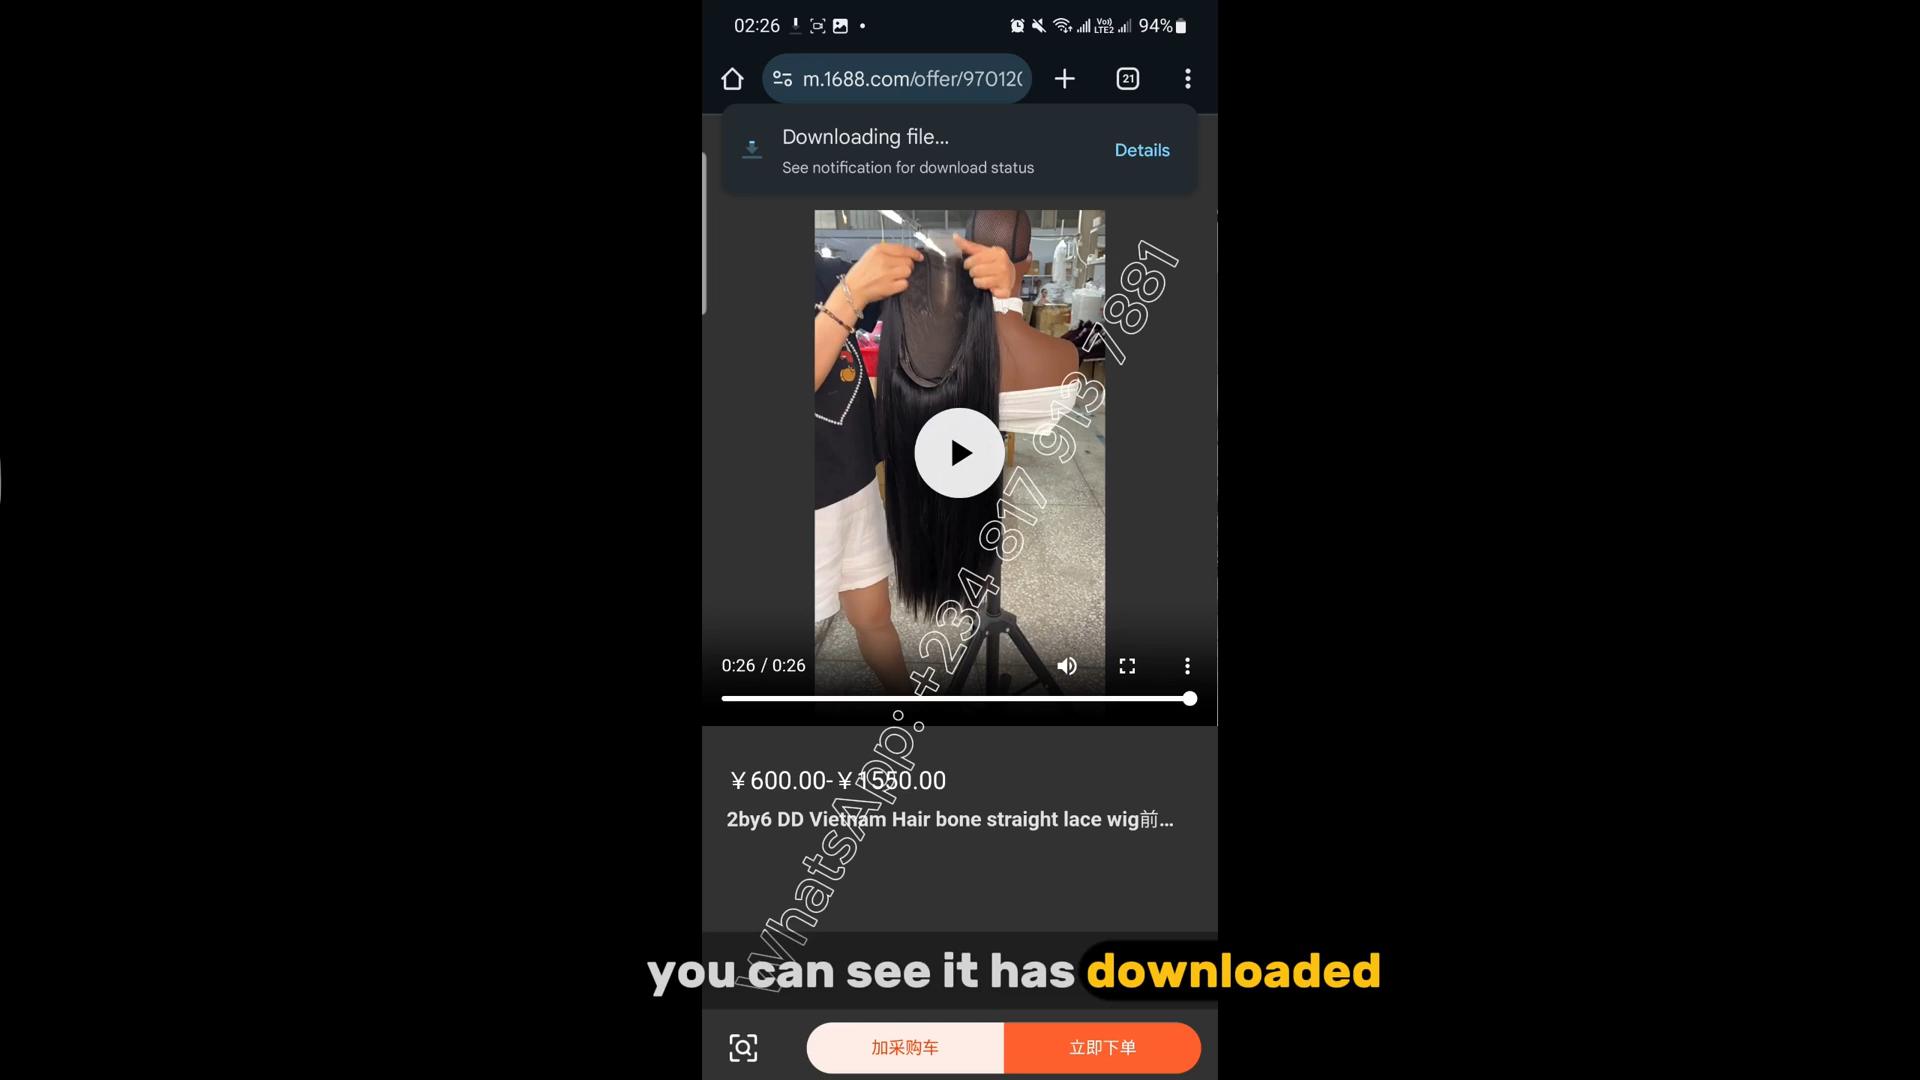 02:26
Vo))
LTE2
94%
m.1688.com/offer/97012
21
Downloading file...
See notification for download status
Details
WhatsApp: +234 817 913 7881
0:26 / 0:26
￥600.00-￥1550.00
2by6 DD Vietnam Hair bone straight lace wig前...
you can see it has downloaded
加采购车
立即下单